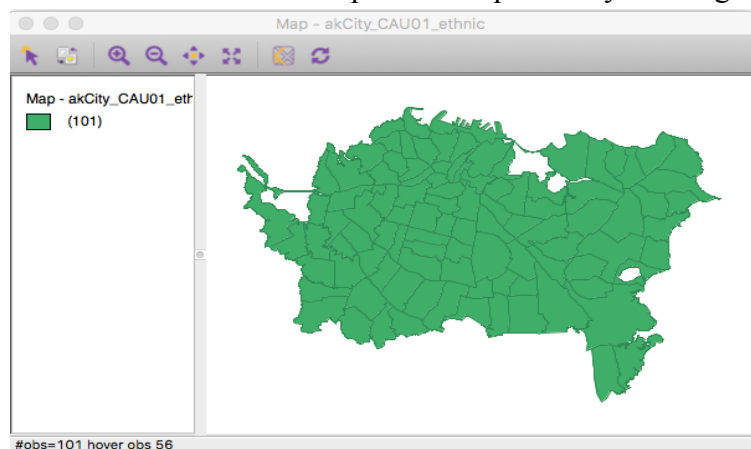 Map - akCity_CAU01_ethnic
Map - akCity_CAU01_eth
(101)
#obs=101 hover obs 56